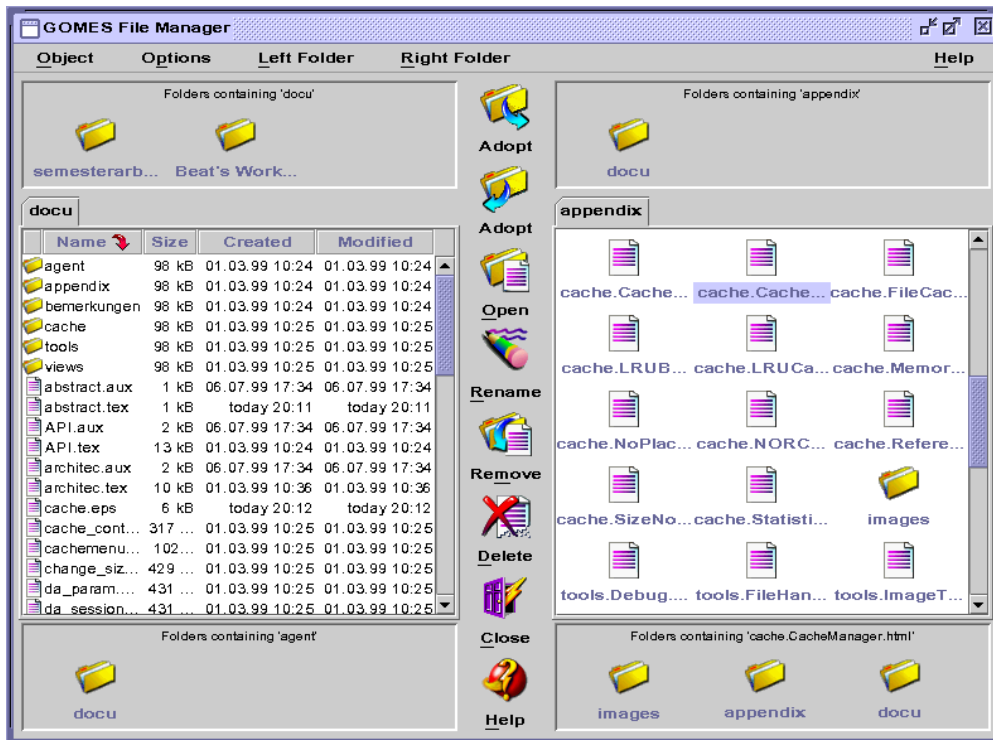 GOMES File Manager
Object Options Left Folder Right Folder Help
Folders containing 'docu'
semesterarb... Beat's Work...
docu
Name Size Created Modified
agent 98 kB 01.03.99 10:24 01.03.99 10:24
appendix 98 kB 01.03.99 10:24 01.03.99 10:24
bemerkungen 98 kB 01.03.99 10:24 01.03.99 10:24
cache 98 kB 01.03.99 10:25 01.03.99 10:25
tools 98 kB 01.03.99 10:25 01.03.99 10:25
views 98 kB 01.03.99 10:25 01.03.99 10:25
abstract.aux 1 kB 06.07.99 17:34 06.07.99 17:34
abstract.tex 1 kB today 20:11 today 20:11
API.aux 2 kB 06.07.99 17:34 06.07.99 17:34
API.tex 13 kB 01.03.99 10:24 01.03.99 10:24
architec.aux 2 kB 06.07.99 17:34 06.07.99 17:34
architec.tex 10 kB 01.03.99 10:36 01.03.99 10:36
cache.eps 6 kB today 20:12 today 20:12
cache_cont... 317 ... 01.03.99 10:25 01.03.99 10:25
cachemenu... 102... 01.03.99 10:25 01.03.99 10:25
change_siz... 429 ... 01.03.99 10:25 01.03.99 10:25
da_param.... 431 ... 01.03.99 10:25 01.03.99 10:25
da_session... 431 ... 01.03.99 10:25 01.03.99 10:25
Folders containing 'agent'
docu
Adopt
Adopt
Open
Rename
Remove
Delete
Close
Help
Folders containing 'appendix'
docu
appendix
cache.Cache... cache.Cache... cache.FileCac...
cache.LRUB... cache.LRUCa... cache.Memor...
cache.NoPlac... cache.NORC... cache.Refere...
cache.SizeNo... cache.Statisti... images
tools.Debug.... tools.FileHan... tools.ImageT...
Folders containing 'cache.CacheManager.html'
images appendix docu